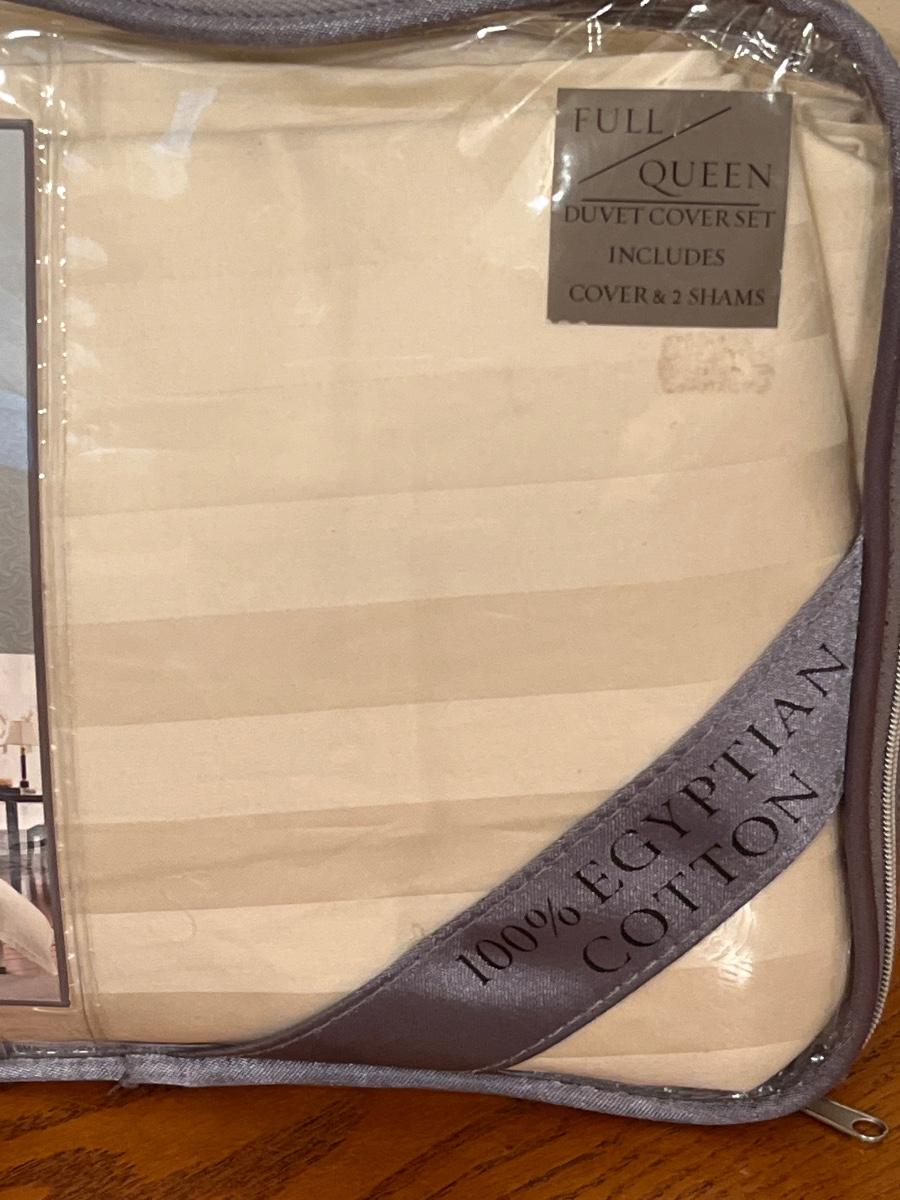 FULL /
QUEEN
DUVET COVER SET
INCLUDES
COVER & 2 SHAMS
100% EGYPTIAN
COTTON